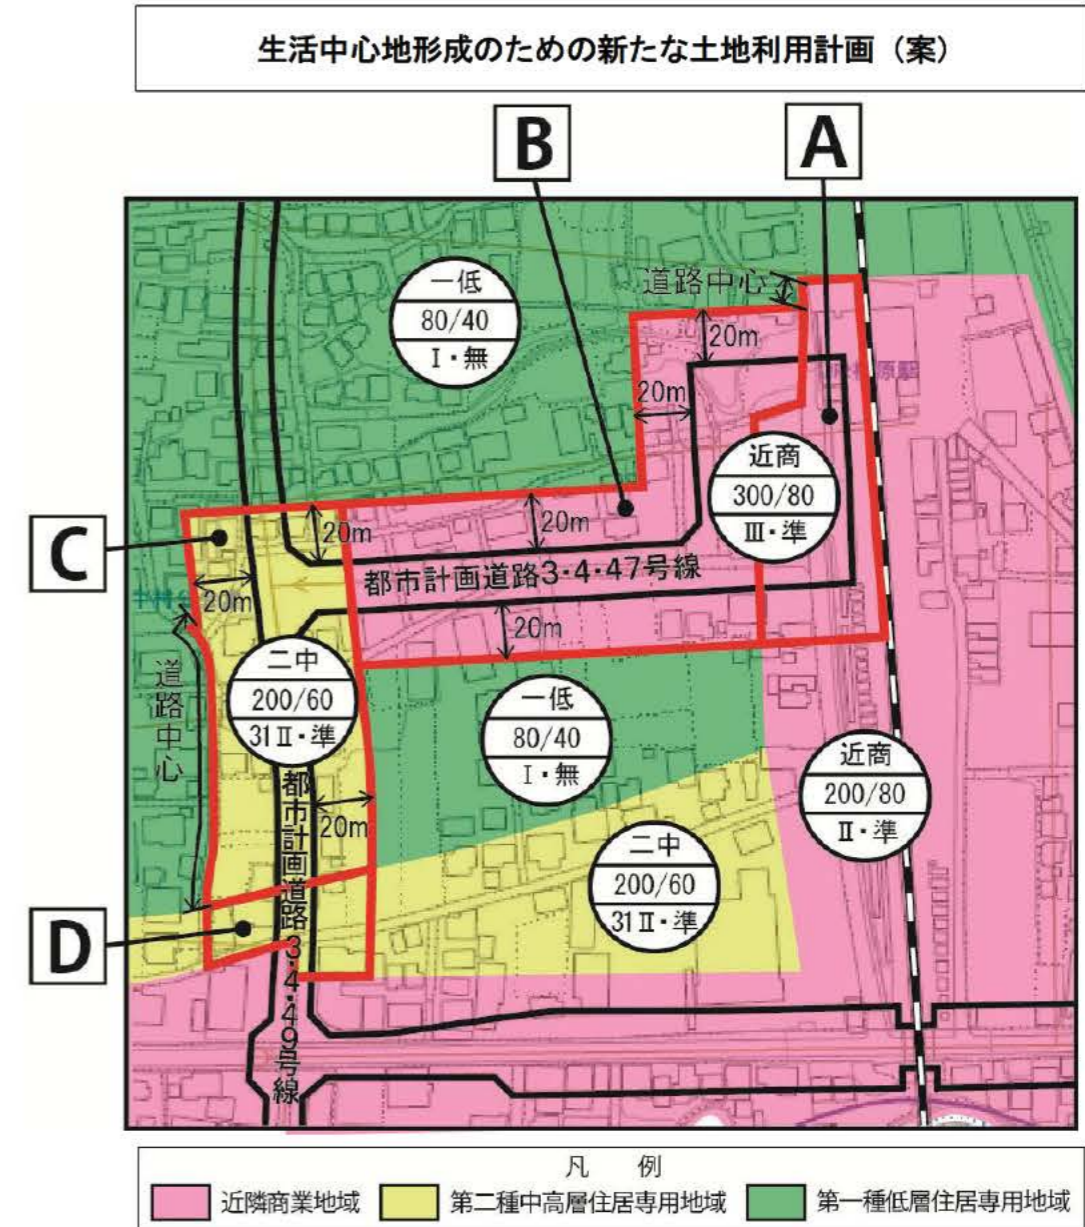 生活中心地形成のための新たな土地利用計画（案）
B
A
道路中心
一低
80/40
Ⅰ・無
20m
20m
近商
300/80
Ⅲ・準
C
20m
20m
都市計画道路3・4・47号線
20m
20m
道路中心
二中
200/60
31Ⅱ・準
一低
80/40
Ⅰ・無
近商
200/80
Ⅱ・準
20m
二中
200/60
31Ⅱ・準
D
都市計画道路3・4・49号線
凡 例
近隣商業地域
第二種中高層住居専用地域
第一種低層住居専用地域